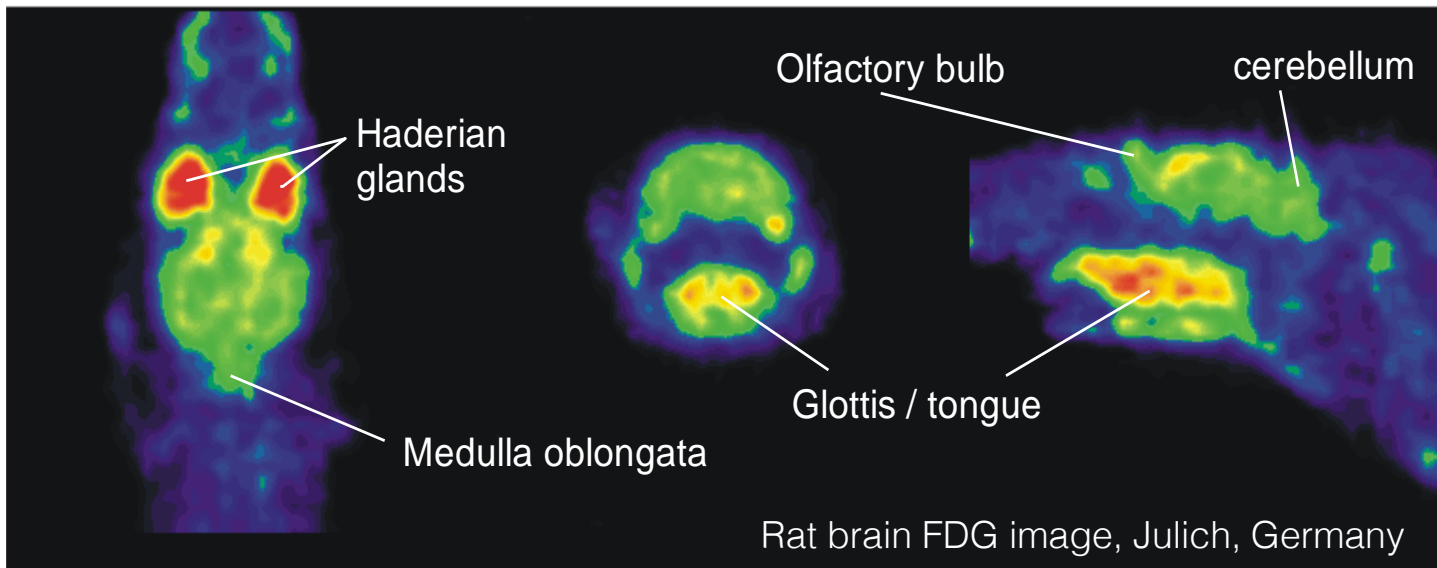 Haderian
glands
Medulla oblongata
Olfactory bulb
cerebellum
Glottis / tongue
Rat brain FDG image, Julich, Germany